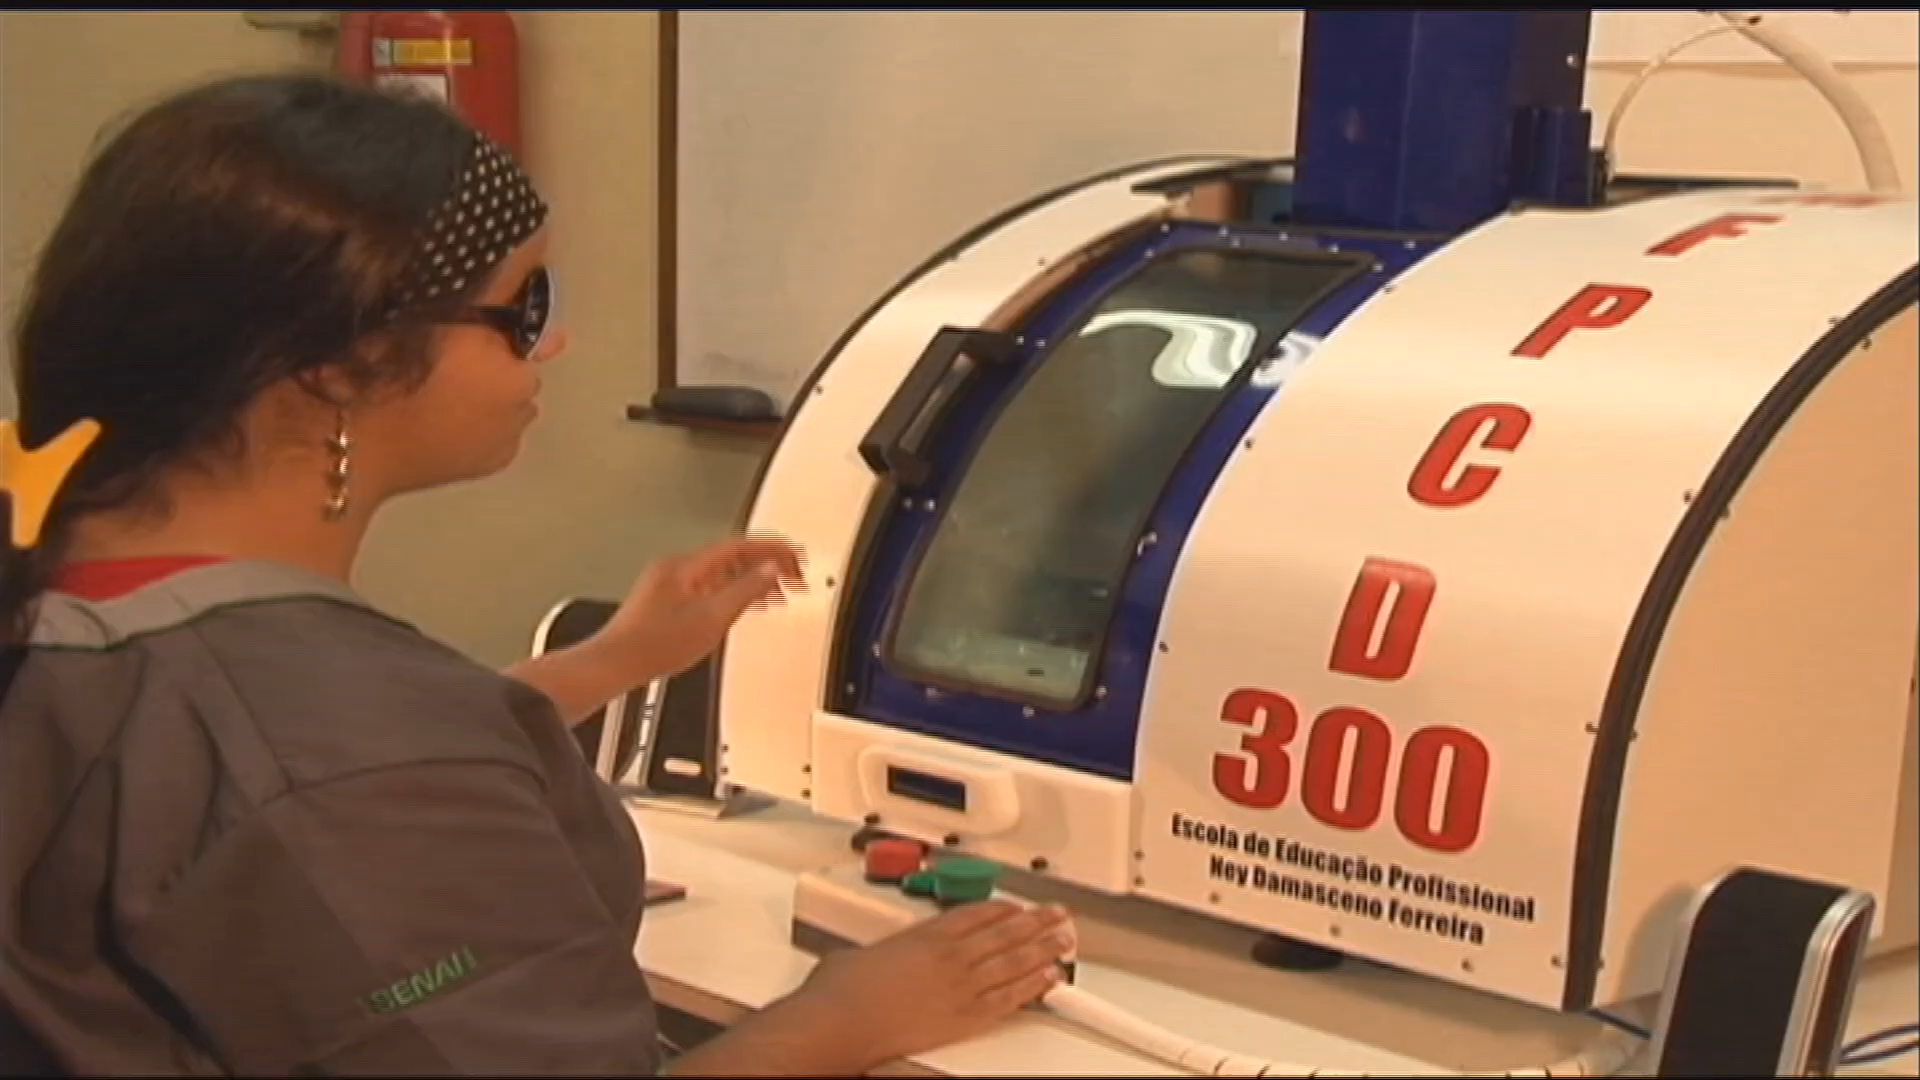 F
P
C
D
300
Escola de Educação Profissional
Ney Damasceno Ferreira
SENAI